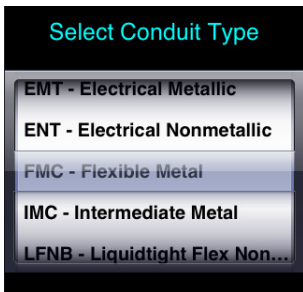 Select Conduit Type
EMT - Electrical Metallic
ENT - Electrical Nonmetallic
FMC - Flexible Metal
IMC - Intermediate Metal
LFNB - Liquidtight Flex Non...